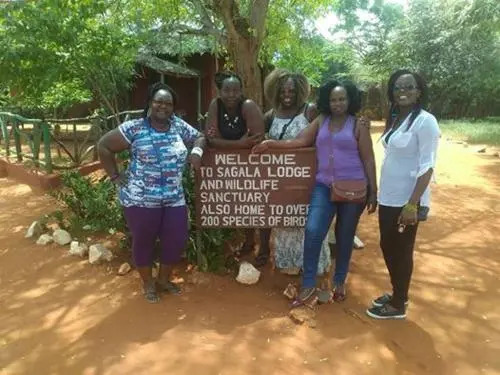 WELCOME
TO SAGALA LODGE
AND WILDLIFE
SANCTUARY
ALSO HOME TO OVER
200 SPECIES OF BIRDS